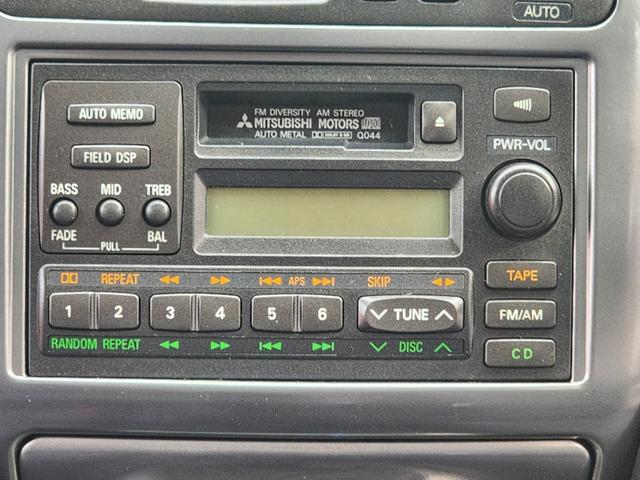 AUTO
AUTO MEMO
FM DIVERSITY AM STEREO
MITSUBISHI MOTORS
AUTO METAL DOLBY B NR Q044
PWR-VOL
FIELD DSP
BASS MID TREB
FADE PULL BAL
TAPE
REPEAT APS SKIP
1 2 3 4 5 6 TUNE
FM/AM
RANDOM REPEAT DISC
CD